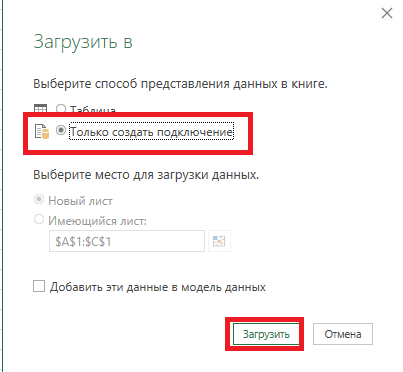 Загрузить в
Выберите способ представления данных в книге.
Таблица
Только создать подключение
Выберите место для загрузки данных.
Новый лист
Имеющийся лист:
$A$1:$C$1
Добавить эти данные в модель данных
Загрузить Отмена